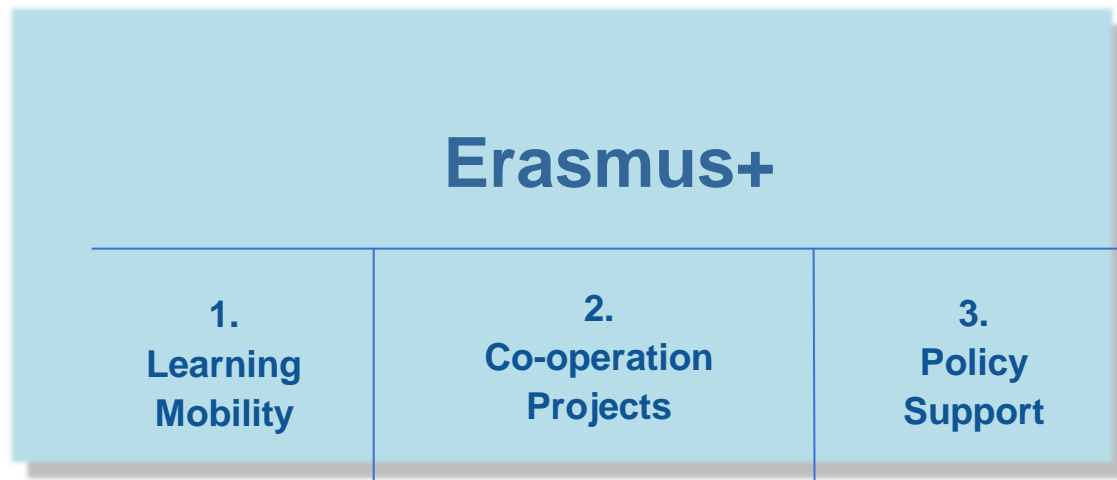 Erasmus+
1.
Learning
Mobility
2.
Co-operation
Projects
3.
Policy
Support